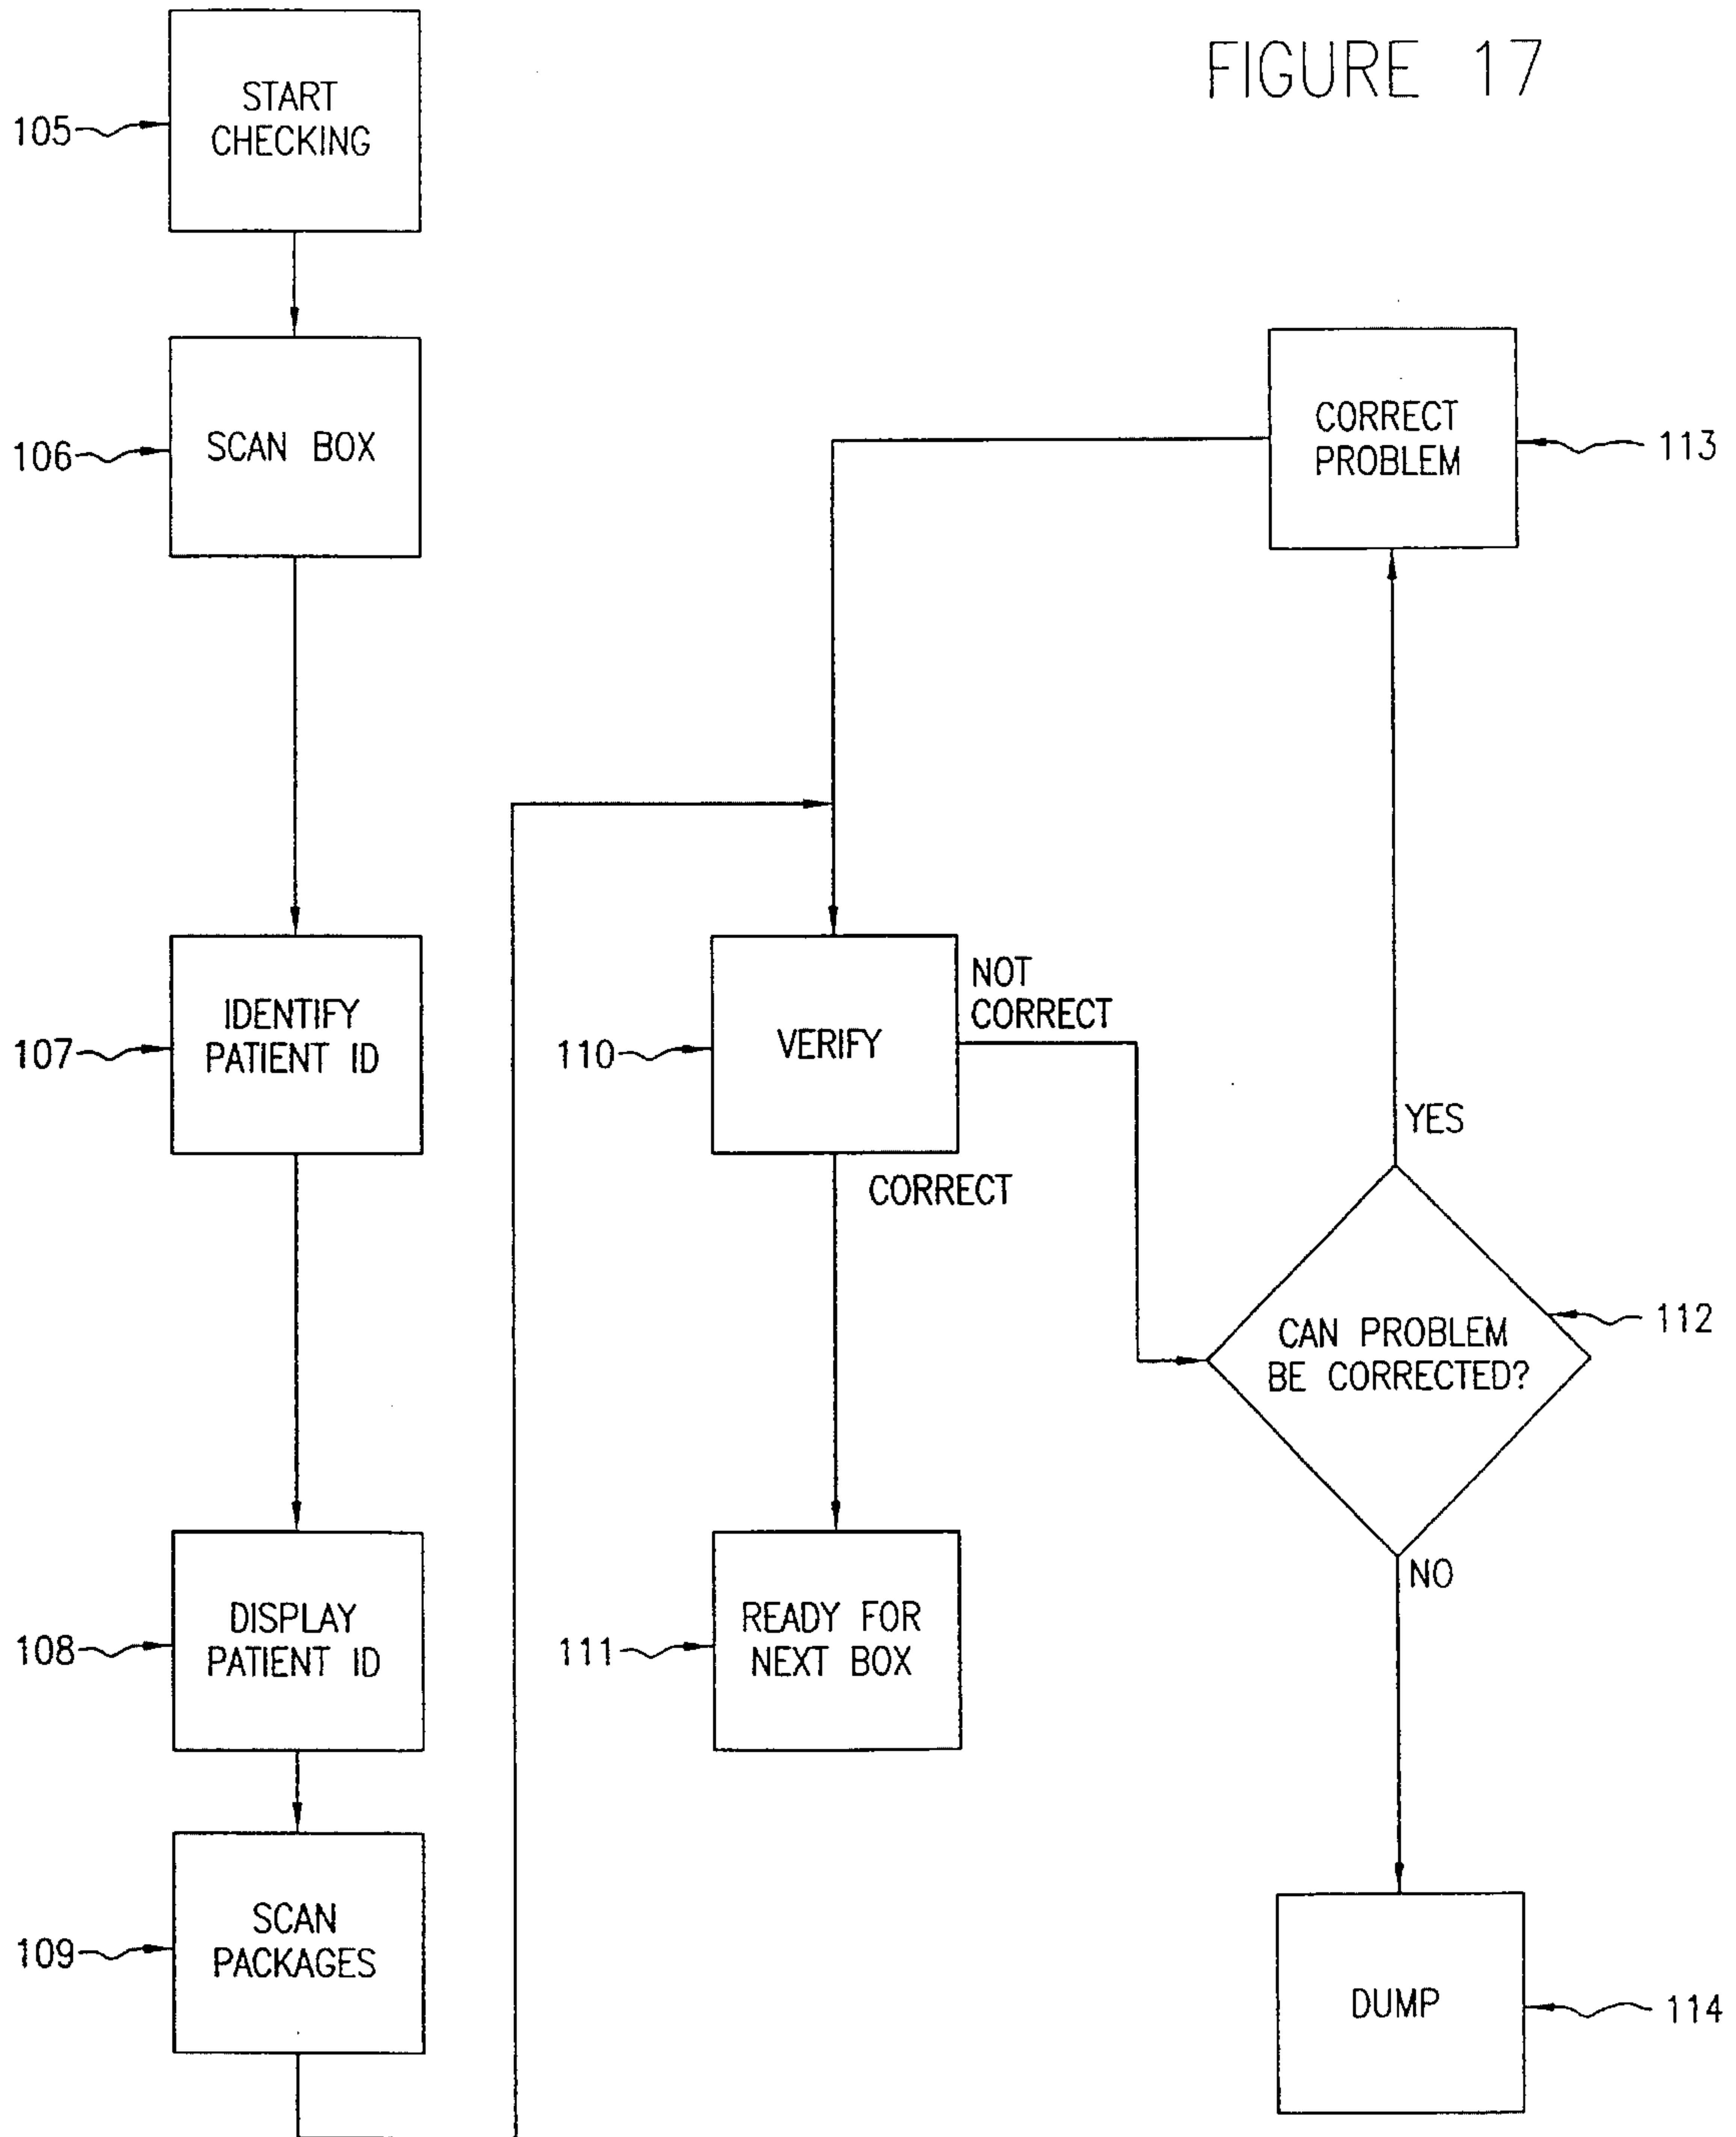 FIGURE 17
START
CHECKING
105
SCAN BOX
106
IDENTIFY
PATIENT ID
107
DISPLAY
PATIENT ID
108
SCAN
PACKAGES
109
VERIFY
110
NOT
CORRECT
CORRECT
READY FOR
NEXT BOX
111
CORRECT
PROBLEM
113
YES
CAN PROBLEM
BE CORRECTED?
112
NO
DUMP
114